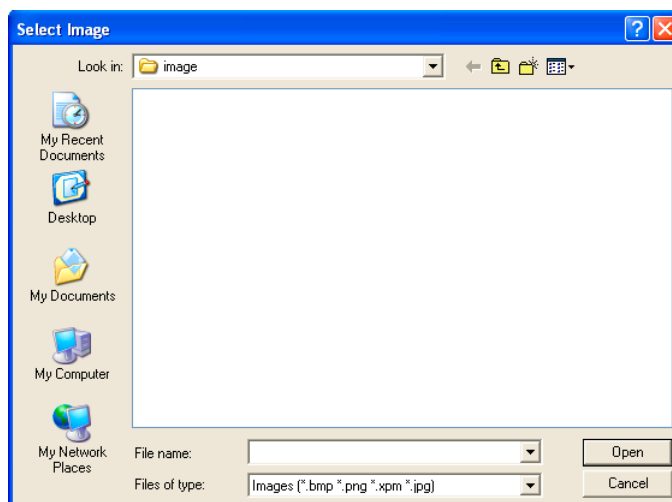 Select Image
Look in:
image
My Recent
Documents
Desktop
My Documents
My Computer
My Network
Places
File name:
Open
Files of type:
Images (*.bmp *.png *.xpm *.jpg)
Cancel